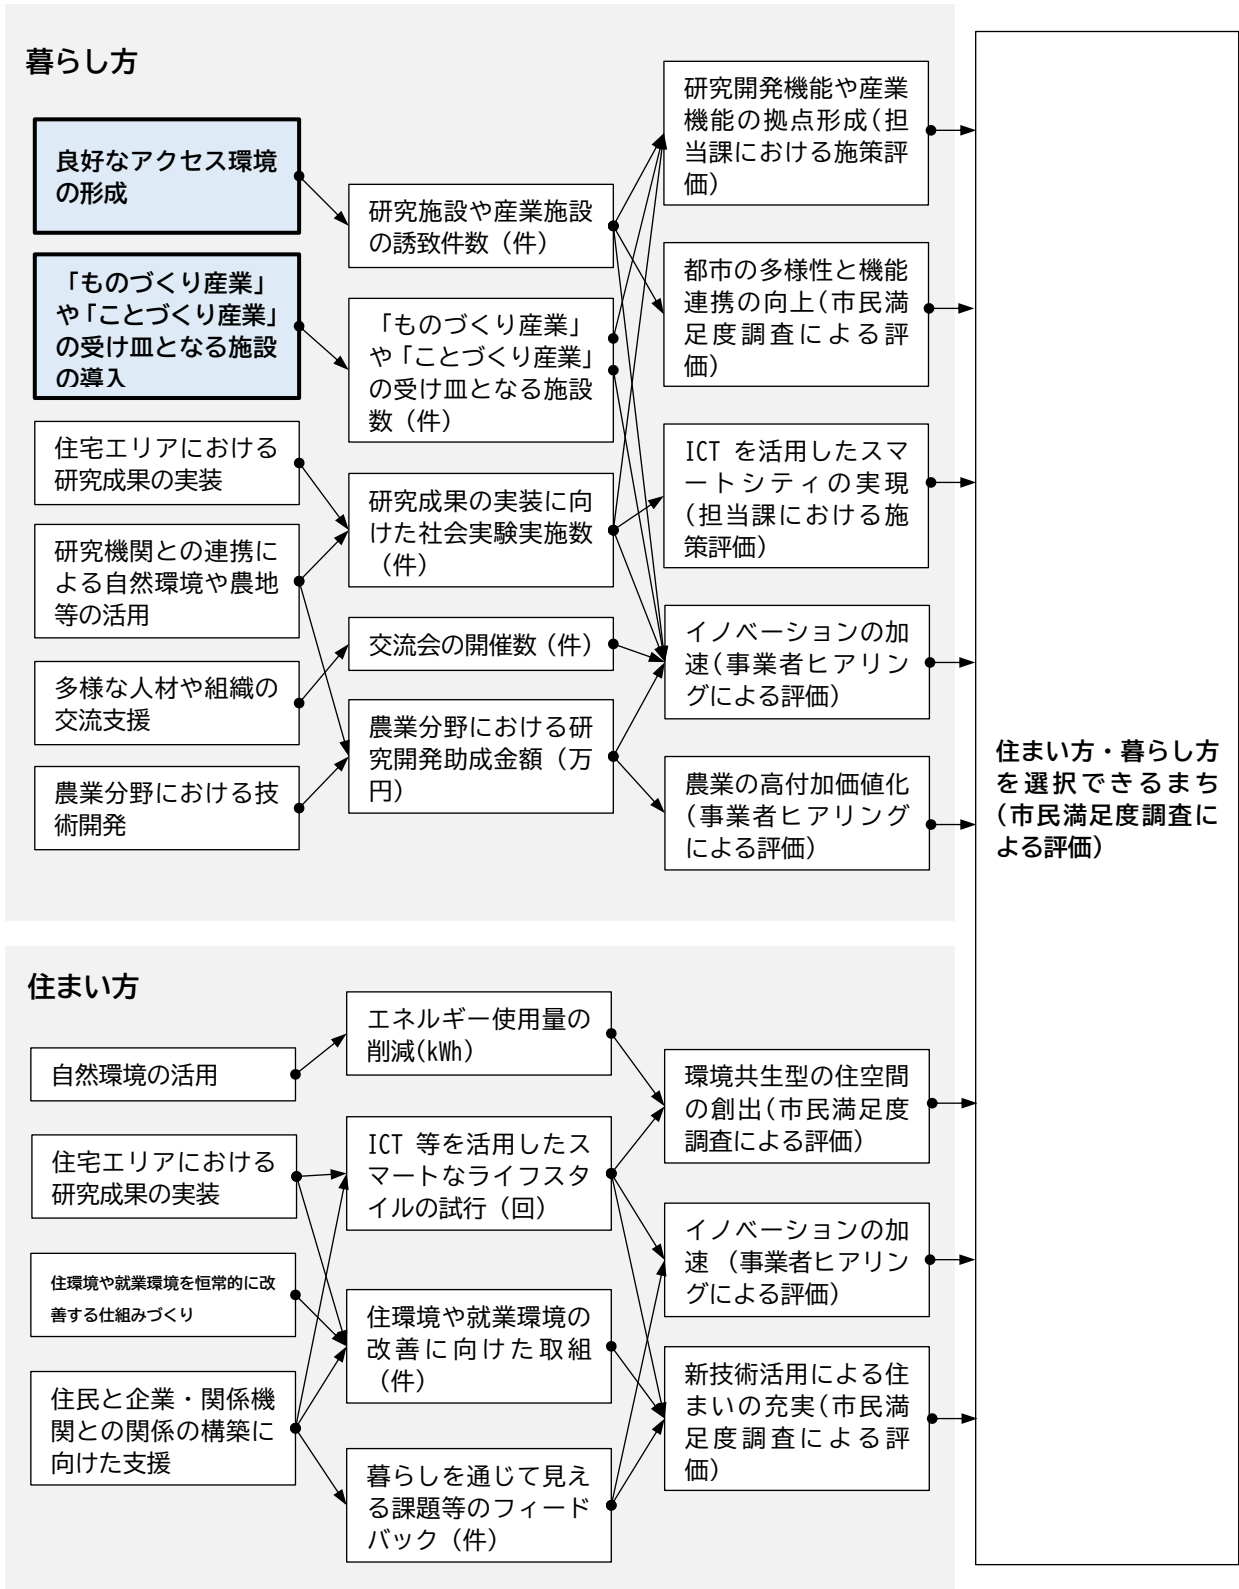 暮らし方
良好なアクセス環境
の形成
「ものづくり産業」
や「ことづくり産業」
の受け皿となる施設
の導入
住宅エリアにおける
研究成果の実装
研究機関との連携に
よる自然環境や農地
等の活用
多様な人材や組織の
交流支援
農業分野における技
術開発
研究施設や産業施設
の誘致件数（件）
「ものづくり産業」
や「ことづくり産業」
の受け皿となる施設
数（件）
研究成果の実装に向
けた社会実験実施数
（件）
交流会の開催数（件）
農業分野における研
究開発助成金額（万
円）
研究開発機能や産業
機能の拠点形成(担
当課における施策評
価)
都市の多様性と機能
連携の向上(市民満
足度調査による評
価)
ICT を活用したスマ
ートシティの実現
(担当課における施
策評価)
イノベーションの加
速(事業者ヒアリン
グによる評価)
農業の高付加価値化
(事業者ヒアリング
による評価)
住まい方・暮らし方
を選択できるまち
(市民満足度調査に
よる評価)
住まい方
自然環境の活用
住宅エリアにおける
研究成果の実装
住環境や就業環境を恒常的に改
善する仕組みづくり
住民と企業・関係機
関との関係の構築に
向けた支援
エネルギー使用量の
削減(kWh)
ICT 等を活用したス
マートなライフスタ
イルの試行（回）
住環境や就業環境の
改善に向けた取組
（件）
暮らしを通じて見え
る課題等のフィード
バック（件）
環境共生型の住空間
の創出(市民満足度
調査による評価)
イノベーションの加
速 (事業者ヒアリン
グによる評価)
新技術活用による住
まいの充実(市民満
足度調査による評
価)